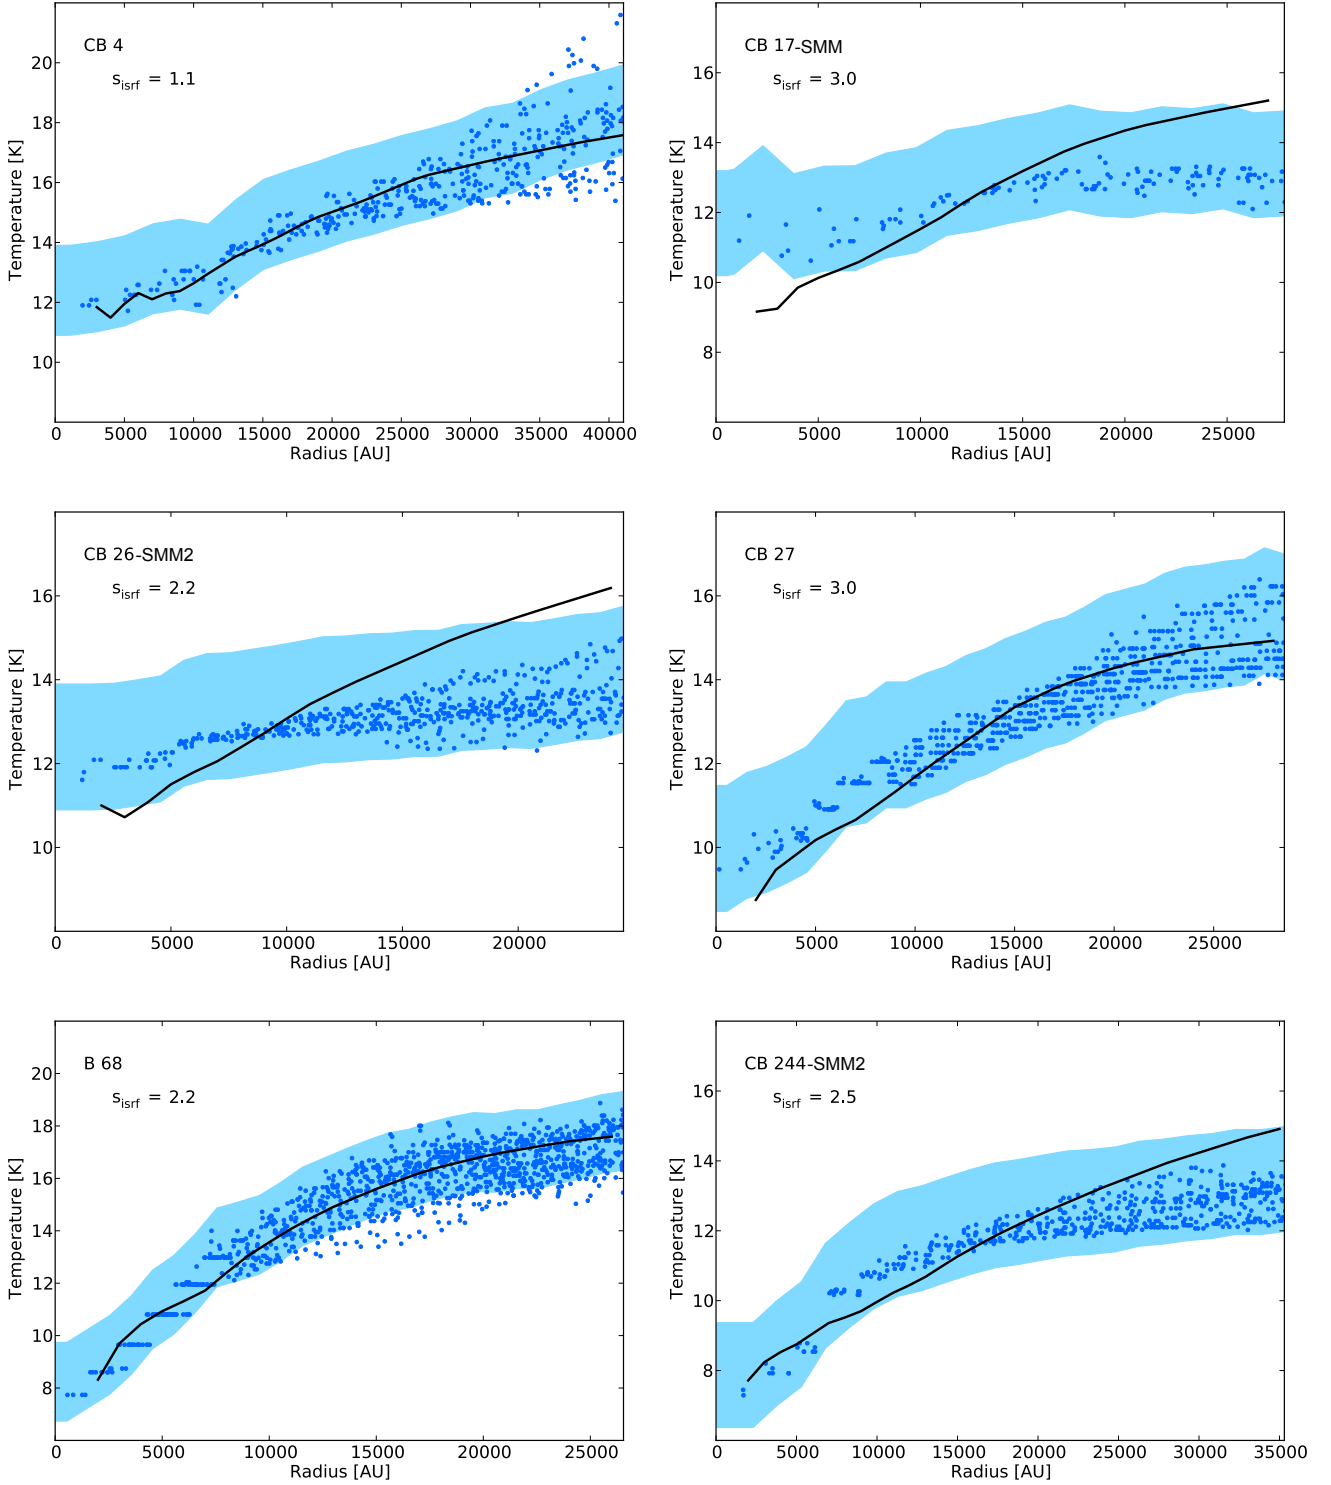 CB 4
s_isrf = 1.1
Temperature [K]
20
18
16
14
12
10
0 5000 10000 15000 20000 25000 30000 35000 40000
Radius [AU]
CB 17-SMM
s_isrf = 3.0
Temperature [K]
16
14
12
10
8
0 5000 10000 15000 20000 25000
Radius [AU]
CB 26-SMM2
s_isrf = 2.2
Temperature [K]
16
14
12
10
0 5000 10000 15000 20000
Radius [AU]
CB 27
s_isrf = 3.0
Temperature [K]
16
14
12
10
0 5000 10000 15000 20000 25000
Radius [AU]
B 68
s_isrf = 2.2
Temperature [K]
20
18
16
14
12
10
8
0 5000 10000 15000 20000 25000
Radius [AU]
CB 244-SMM2
s_isrf = 2.5
Temperature [K]
16
14
12
10
8
0 5000 10000 15000 20000 25000 30000 35000
Radius [AU]